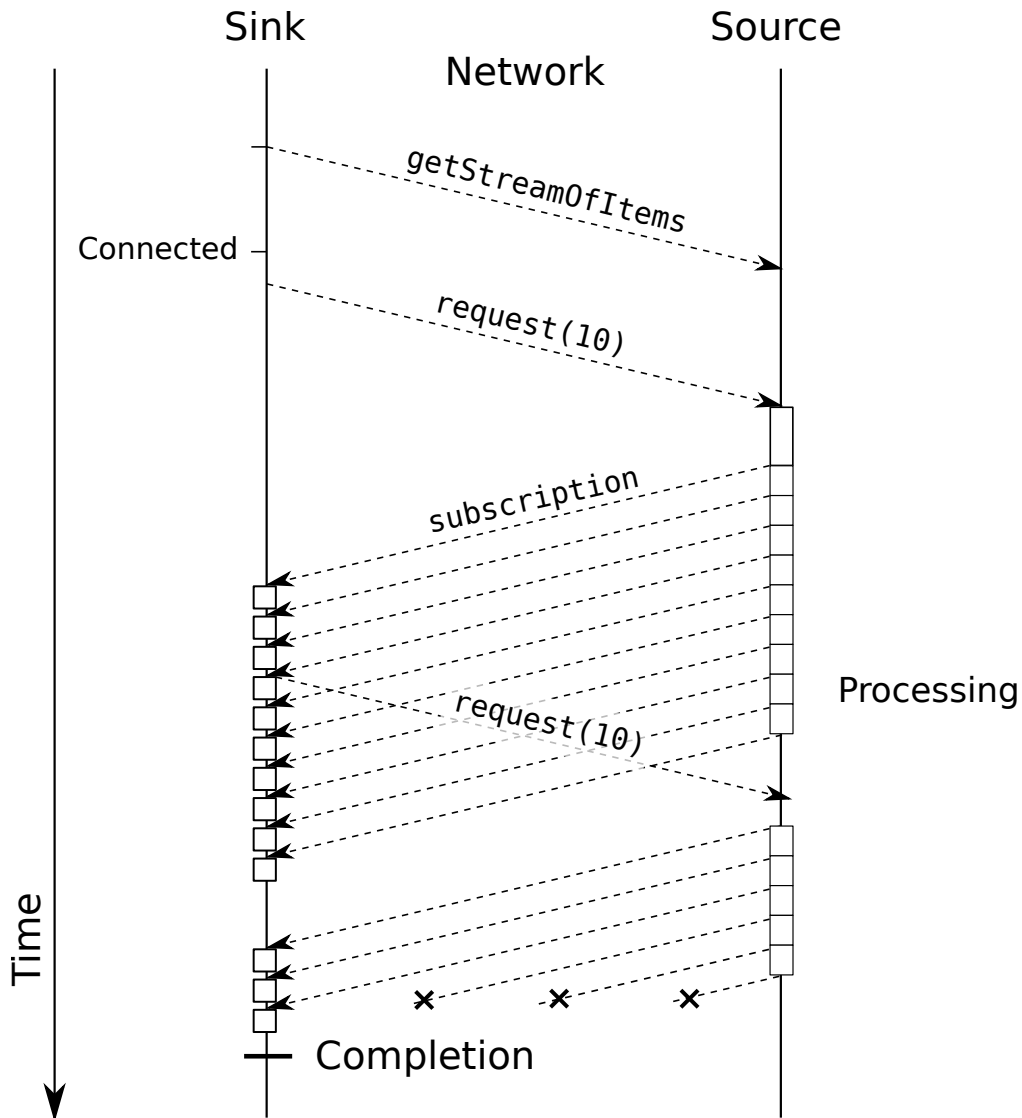 Sink
Source
Network
getStreamOfItems
Connected
request(10)
subscription
Processing
request(10)
Time
Completion